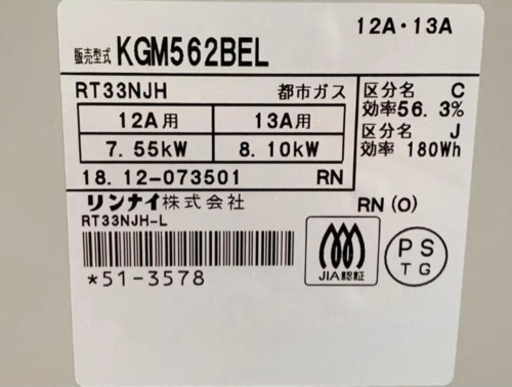 12A・13A
販売型式 KGM562BEL
RT33NJH 都市ガス
12A用 13A用
7.55kW 8.10kW
区分名 C
効率56.3%
区分名 J
効率 180Wh
18.12-073501 RN
リンナイ株式会社
RN(O)
RT33NJH-L
*51-3578
JIA認証
PS
TG